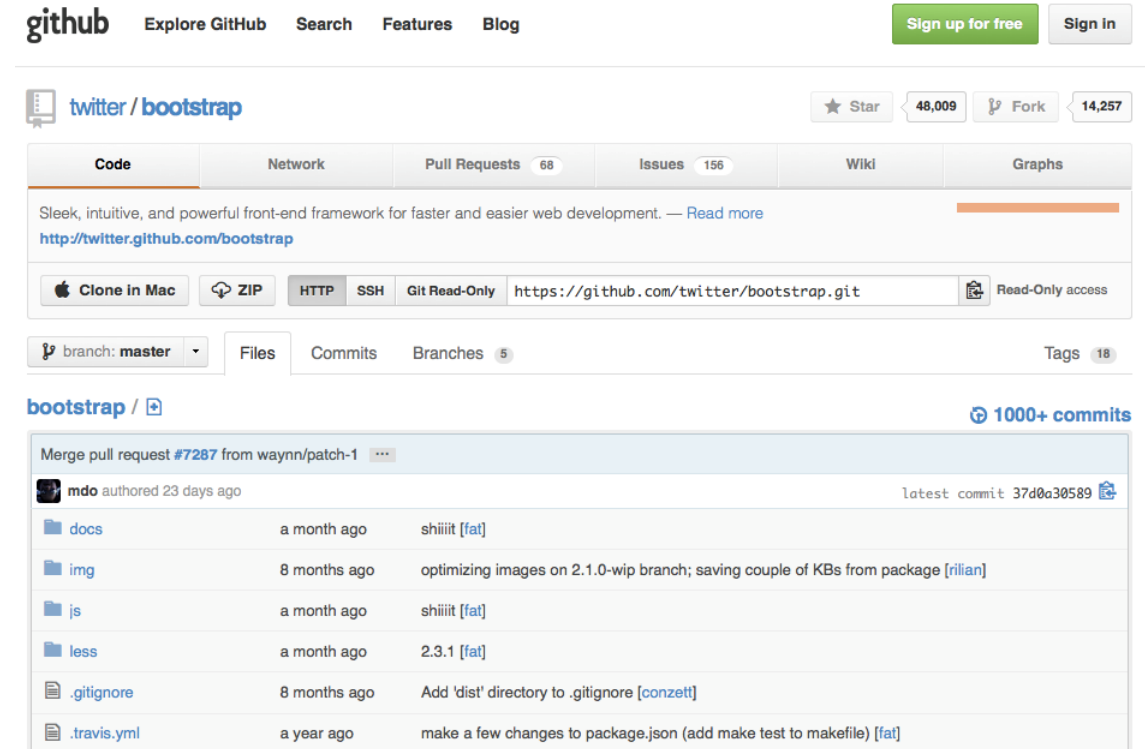 github Explore GitHub Search Features Blog Sign up for free Sign in
twitter / bootstrap Star 48,009 Fork 14,257
Code Network Pull Requests 68 Issues 156 Wiki Graphs
Sleek, intuitive, and powerful front-end framework for faster and easier web development. — Read more
http://twitter.github.com/bootstrap
Clone in Mac ZIP HTTP SSH Git Read-Only https://github.com/twitter/bootstrap.git Read-Only access
branch: master Files Commits Branches 5 Tags 18
bootstrap / 1000+ commits
Merge pull request #7287 from waynn/patch-1 ...
mdo authored 23 days ago latest commit 37d0a30589
docs a month ago shiiiit [fat]
img 8 months ago optimizing images on 2.1.0-wip branch; saving couple of KBs from package [rilian]
js a month ago shiiiit [fat]
less a month ago 2.3.1 [fat]
.gitignore 8 months ago Add 'dist' directory to .gitignore [conzett]
.travis.yml a year ago make a few changes to package.json (add make test to makefile) [fat]